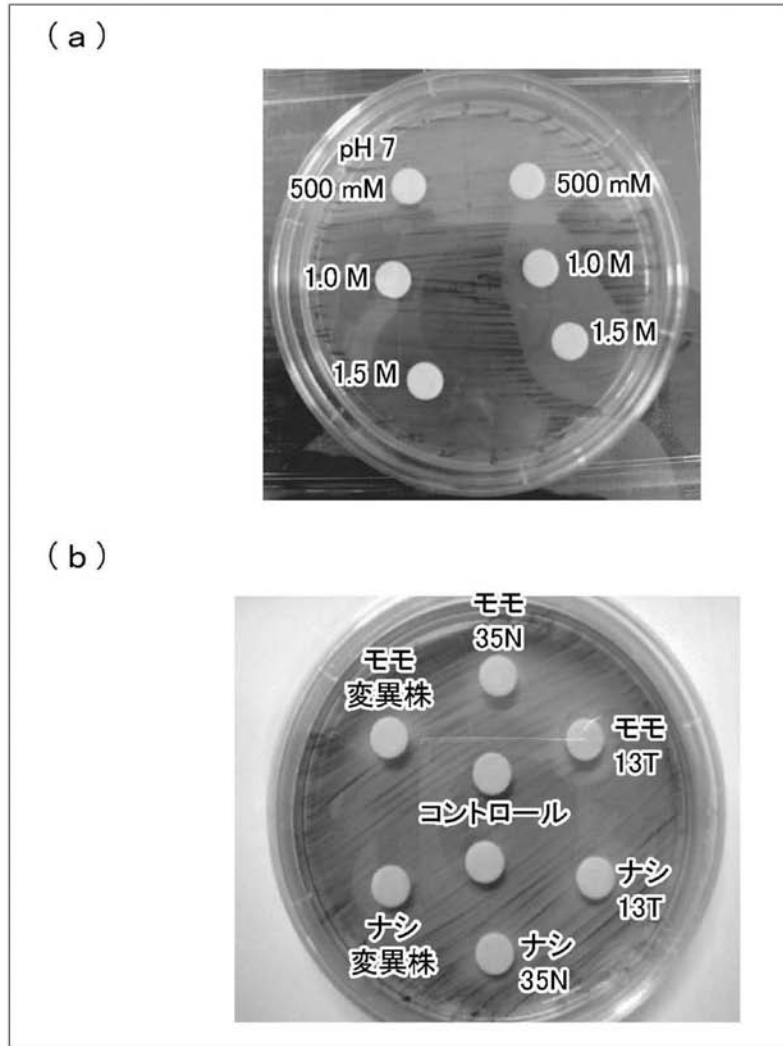 (a)
pH 7
500 mM
500 mM
1.0 M
1.0 M
1.5 M
1.5 M
(b)
モモ
35N
モモ
変異株
モモ
13T
コントロール
ナシ
13T
ナシ
変異株
ナシ
35N